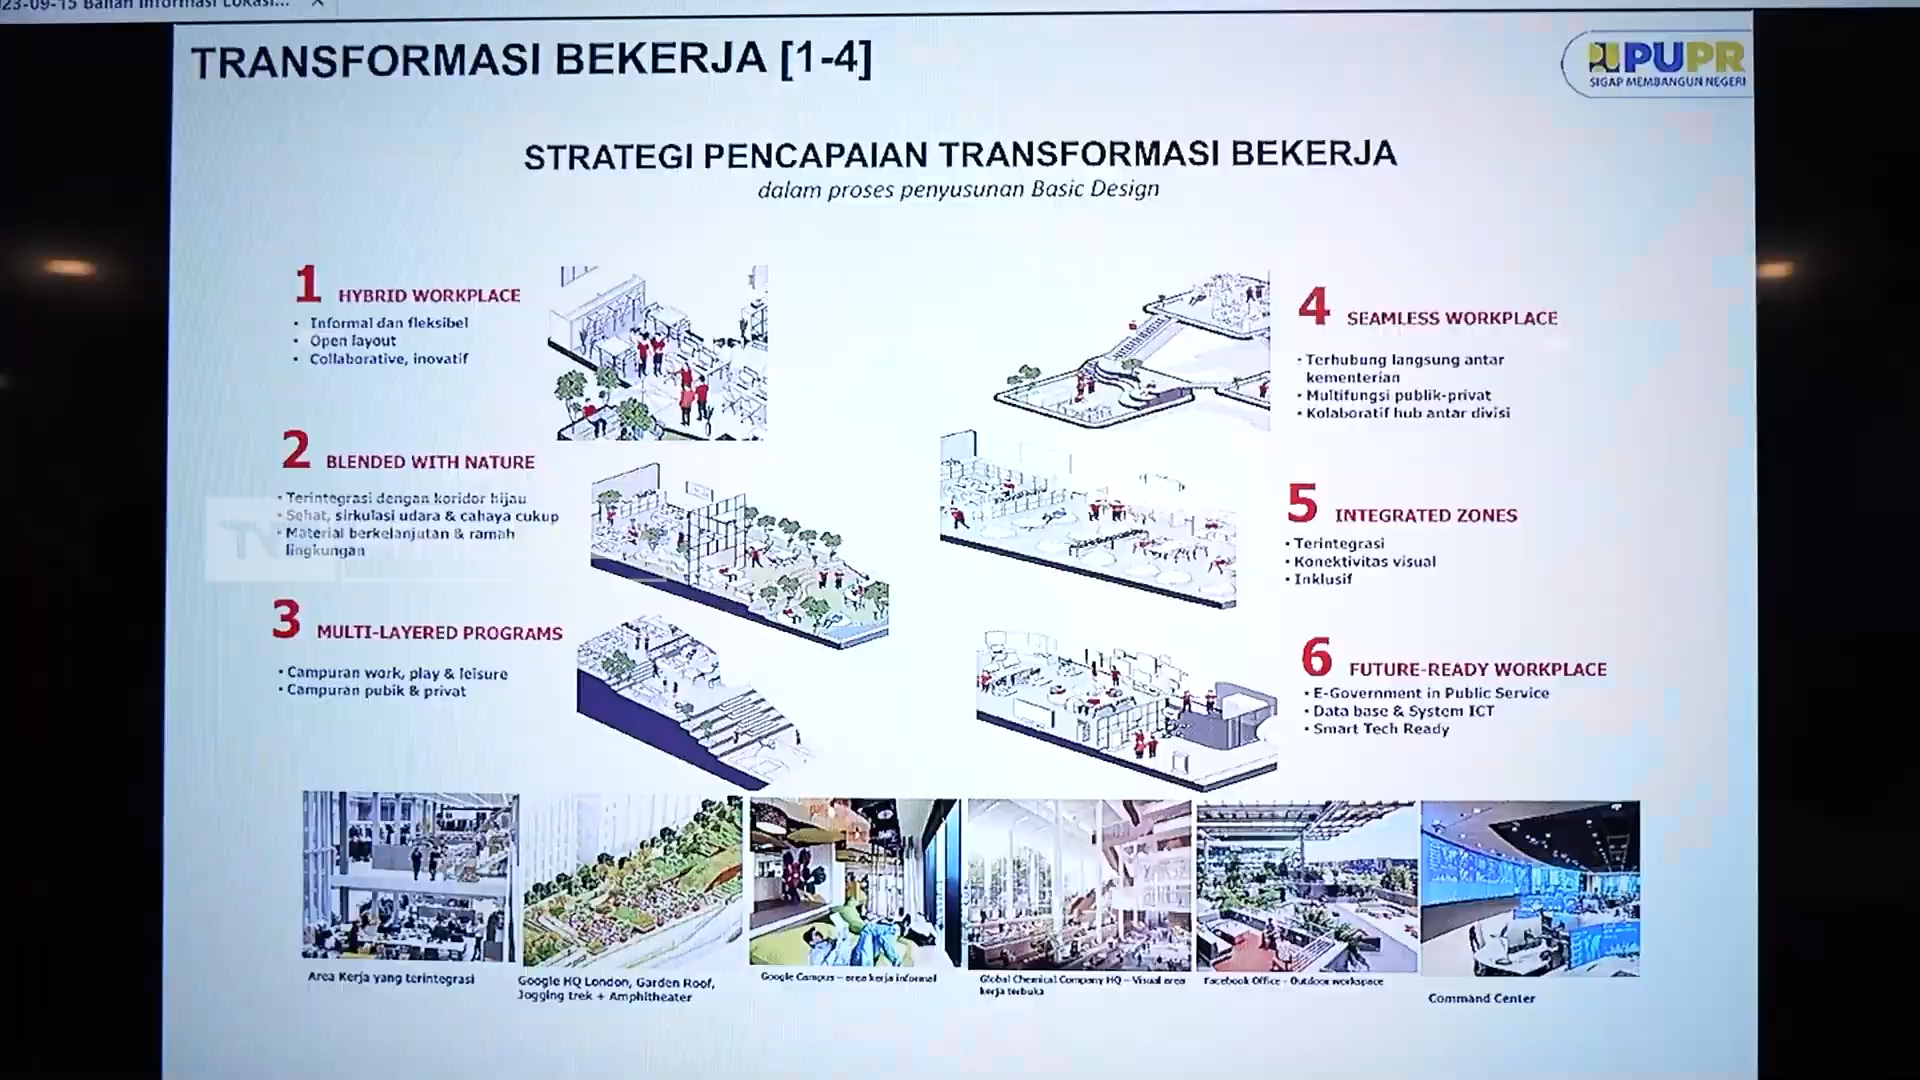 23-09-15 Bahan Informasi Lokasi...
TRANSFORMASI BEKERJA [1-4]
PUPR
SIGAP MEMBANGUN NEGERI
STRATEGI PENCAPAIAN TRANSFORMASI BEKERJA
dalam proses penyusunan Basic Design
1 HYBRID WORKPLACE
• Informal dan fleksibel
• Open layout
• Collaborative, inovatif
2 BLENDED WITH NATURE
• Terintegrasi dengan koridor hijau
• Sehat, sirkulasi udara & cahaya cukup
• Material berkelanjutan & ramah
lingkungan
3 MULTI-LAYERED PROGRAMS
• Campuran work, play & leisure
• Campuran pubik & privat
4 SEAMLESS WORKPLACE
• Terhubung langsung antar
kementerian
• Multifungsi publik-privat
• Kolaboratif hub antar divisi
5 INTEGRATED ZONES
• Terintegrasi
• Konektivitas visual
• Inklusif
6 FUTURE-READY WORKPLACE
• E-Government in Public Service
• Data base & System ICT
• Smart Tech Ready
Area Kerja yang terintegrasi
Google HQ London, Garden Roof,
Jogging trek + Amphitheater
Google Campus – area kerja informal
Global Chemical Company HQ – Visual area
kerja terbuka
Facebook Office - Outdoor workspace
Command Center